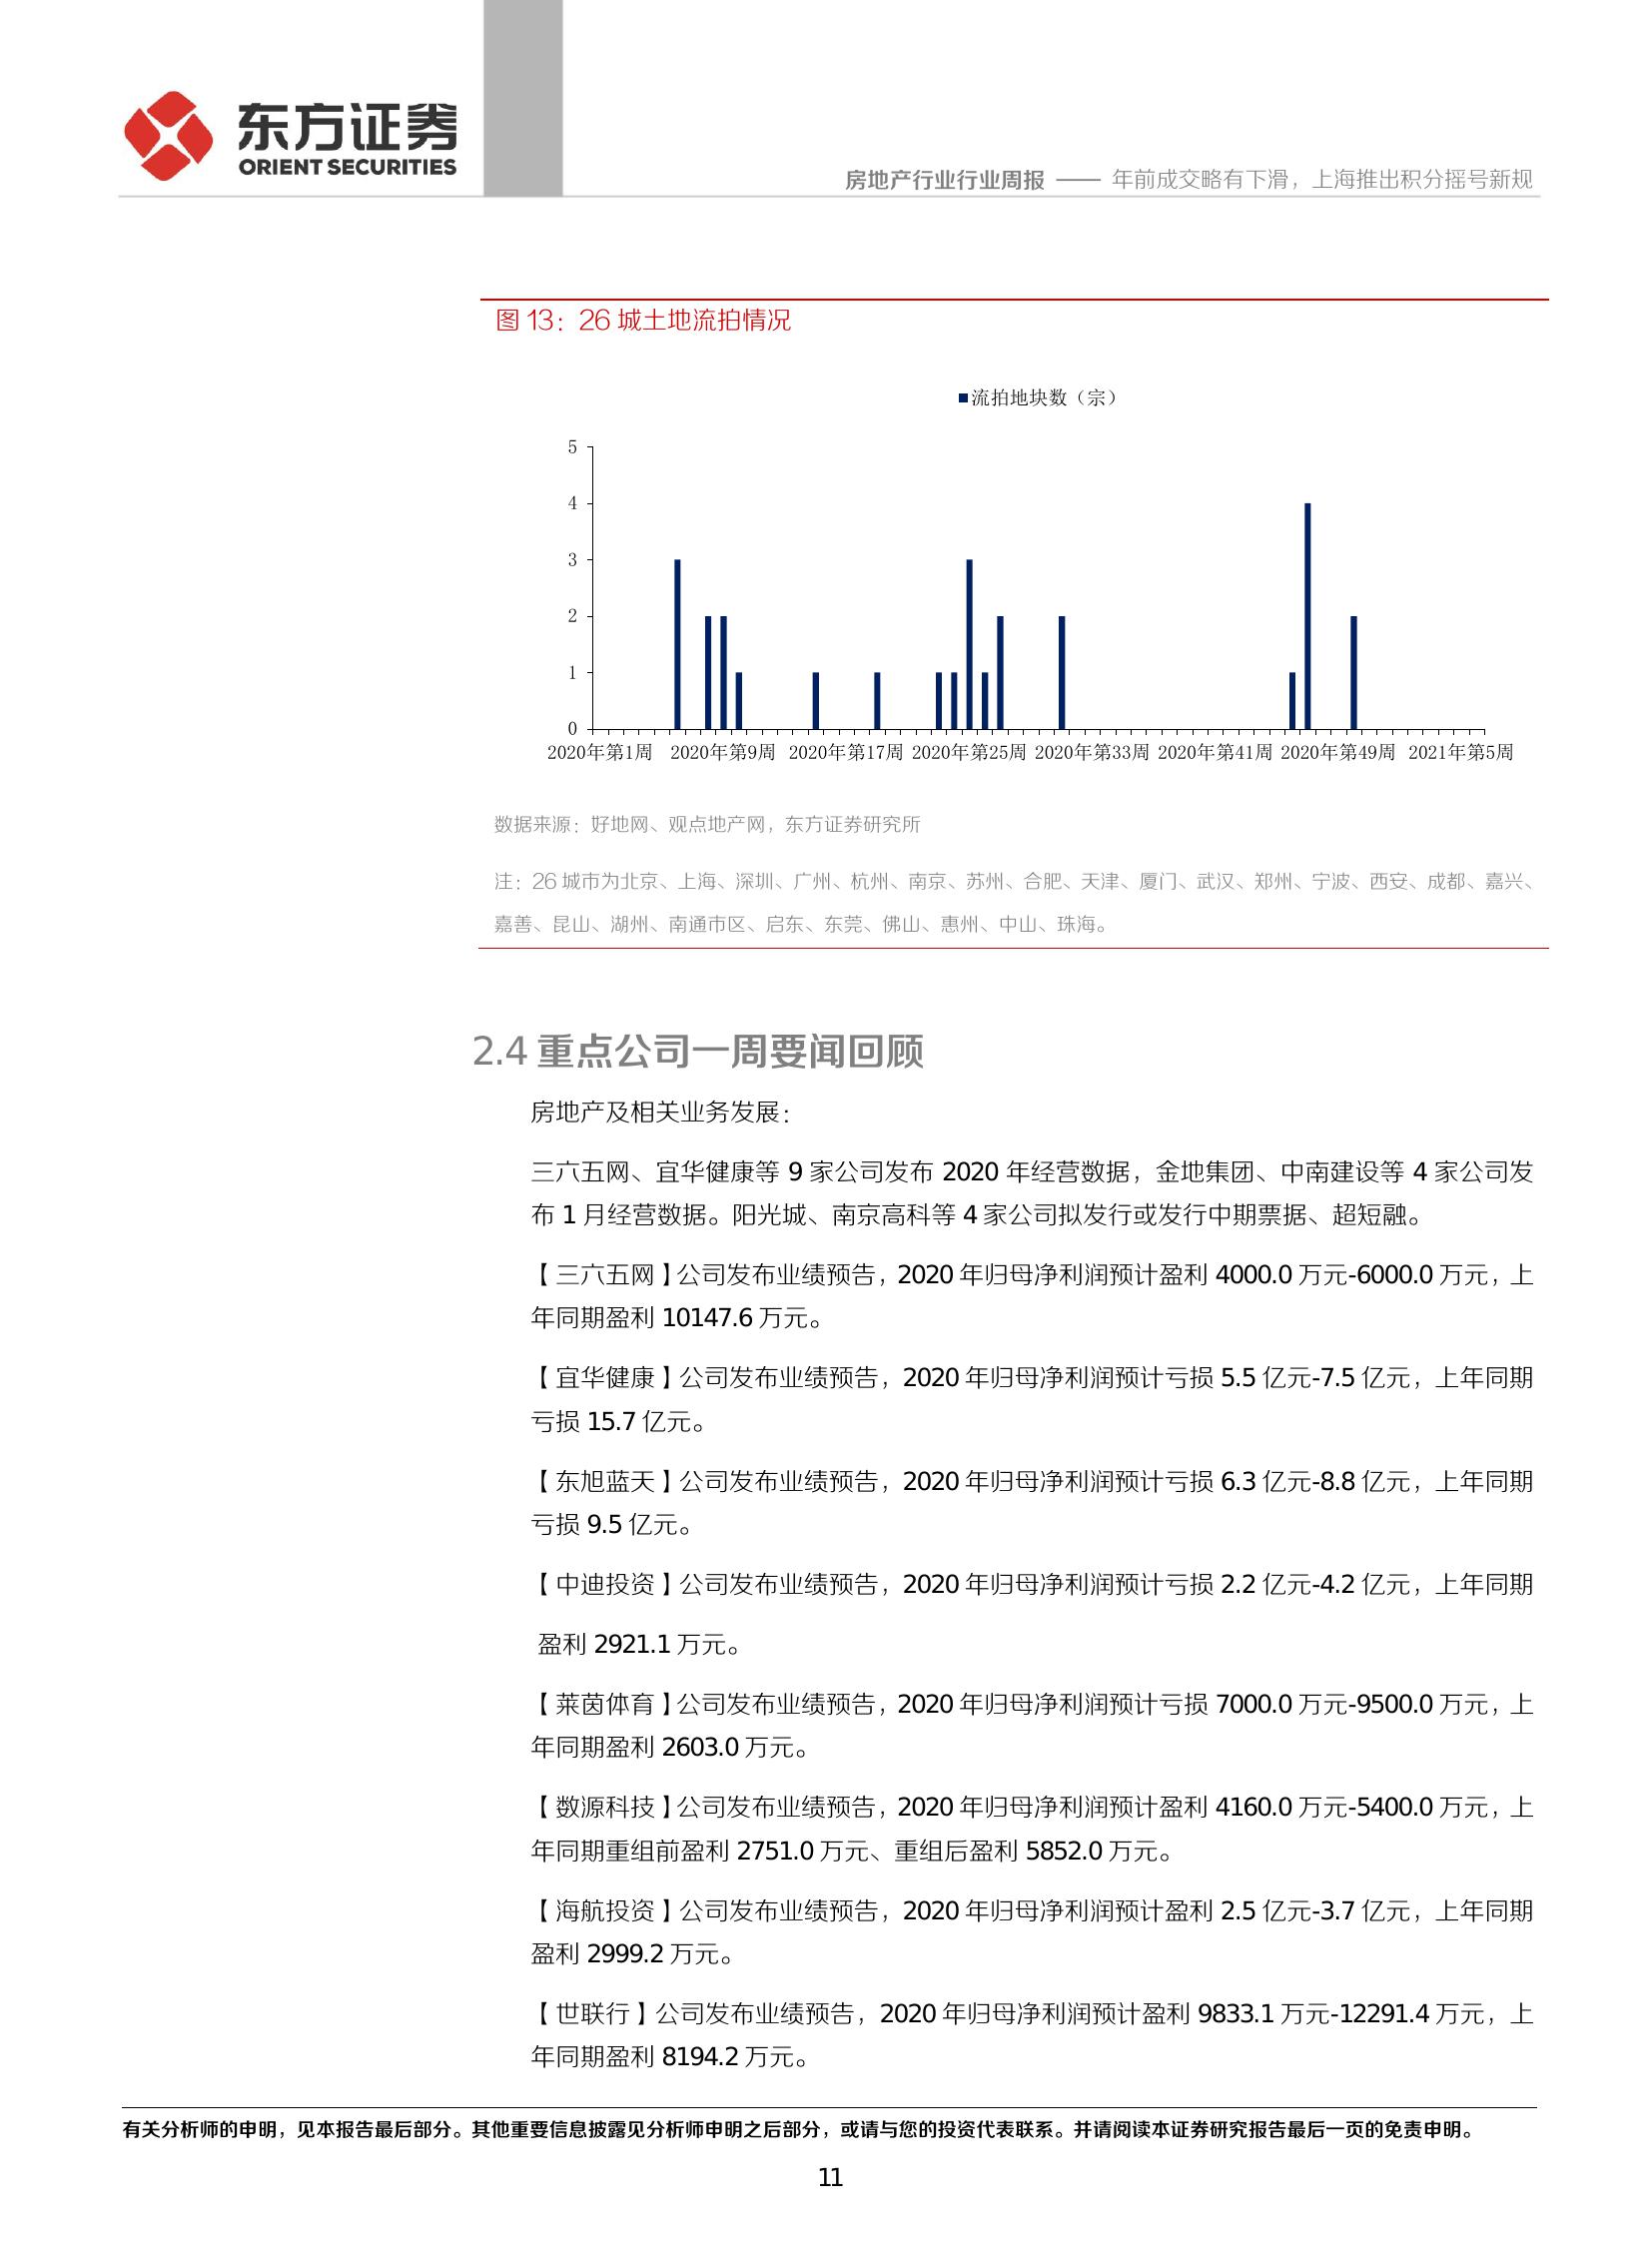 东方证券
ORIENT SECURITIES
房地产行业行业周报 —— 年前成交略有下滑，上海推出积分摇号新规
图 13：26 城土地流拍情况
流拍地块数（宗）
5
4
3
2
1
0
2020年第1周 2020年第9周 2020年第17周 2020年第25周 2020年第33周 2020年第41周 2020年第49周 2021年第5周
数据来源：好地网、观点地产网，东方证券研究所
注：26 城市为北京、上海、深圳、广州、杭州、南京、苏州、合肥、天津、厦门、武汉、郑州、宁波、西安、成都、嘉兴、
嘉善、昆山、湖州、南通市区、启东、东莞、佛山、惠州、中山、珠海。
2.4 重点公司一周要闻回顾
房地产及相关业务发展：
三六五网、宜华健康等 9 家公司发布 2020 年经营数据，金地集团、中南建设等 4 家公司发
布 1 月经营数据。阳光城、南京高科等 4 家公司拟发行或发行中期票据、超短融。
【三六五网】公司发布业绩预告，2020 年归母净利润预计盈利 4000.0 万元-6000.0 万元，上
年同期盈利 10147.6 万元。
【宜华健康】公司发布业绩预告，2020 年归母净利润预计亏损 5.5 亿元-7.5 亿元，上年同期
亏损 15.7 亿元。
【东旭蓝天】公司发布业绩预告，2020 年归母净利润预计亏损 6.3 亿元-8.8 亿元，上年同期
亏损 9.5 亿元。
【中迪投资】公司发布业绩预告，2020 年归母净利润预计亏损 2.2 亿元-4.2 亿元，上年同期
盈利 2921.1 万元。
【莱茵体育】公司发布业绩预告，2020 年归母净利润预计亏损 7000.0 万元-9500.0 万元，上
年同期盈利 2603.0 万元。
【数源科技】公司发布业绩预告，2020 年归母净利润预计盈利 4160.0 万元-5400.0 万元，上
年同期重组前盈利 2751.0 万元、重组后盈利 5852.0 万元。
【海航投资】公司发布业绩预告，2020 年归母净利润预计盈利 2.5 亿元-3.7 亿元，上年同期
盈利 2999.2 万元。
【世联行】公司发布业绩预告，2020 年归母净利润预计盈利 9833.1 万元-12291.4 万元，上
年同期盈利 8194.2 万元。
有关分析师的申明，见本报告最后部分。其他重要信息披露见分析师申明之后部分，或请与您的投资代表联系。并请阅读本证券研究报告最后一页的免责申明。
11